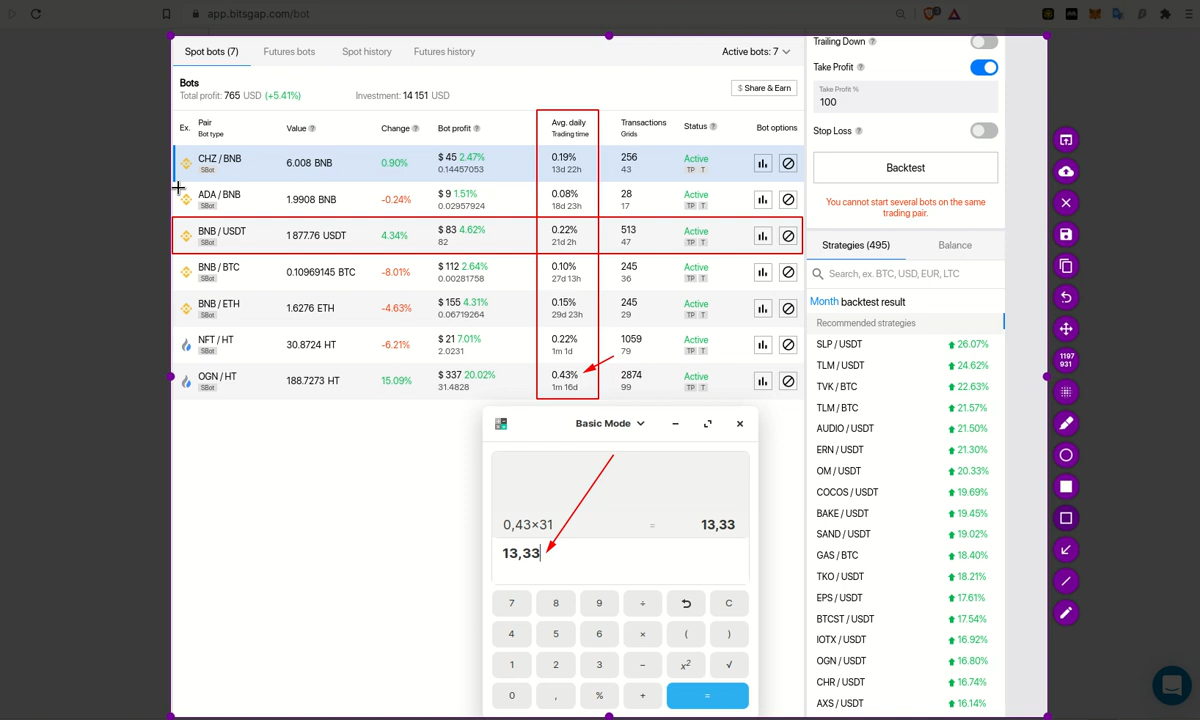 app.bitsgap.com/bot
3
Spot bots (7) Futures bots Spot history Futures history Active bots: 7
Bots
Total profit: 765 USD (+5.41%) Investment: 14 151 USD
$ Share & Earn
Ex. Pair Value ? Change ? Bot profit ? Avg. daily Transactions Status ? Bot options
Bot type Trading time Grids
CHZ / BNB 6.008 BNB 0.90% $ 45 2.47% 0.19% 256 Active
SBot 0.14457053 13d 22h 43 TP T
ADA / BNB 1.9908 BNB -0.24% $ 9 1.51% 0.08% 28 Active
SBot 0.02957924 18d 23h 17 TP T
BNB / USDT 1 877.76 USDT 4.34% $ 83 4.62% 0.22% 513 Active
SBot 82 21d 2h 47 TP T
BNB / BTC 0.10969145 BTC -8.01% $ 112 2.64% 0.10% 245 Active
SBot 0.00281758 27d 13h 36 TP T
BNB / ETH 1.6276 ETH -4.63% $ 155 4.31% 0.15% 245 Active
SBot 0.06719264 29d 23h 29 TP T
NFT / HT 30.8724 HT -6.21% $ 21 7.01% 0.22% 1059 Active
SBot 2.0231 1m 1d 79 TP T
OGN / HT 188.7273 HT 15.09% $ 337 20.02% 0.43% 2874 Active
SBot 31.4828 1m 16d 99 TP T
Basic Mode
0,43×31 = 13,33
13,33
7 8 9 ÷ C
4 5 6 × ( )
1 2 3 − x² √
0 , % + =
Trailing Down ?
Take Profit ?
Take Profit %
100
Stop Loss ?
Backtest
You cannot start several bots on the same
trading pair.
Strategies (495) Balance
Search, ex. BTC, USD, EUR, LTC
Month backtest result
Recommended strategies
SLP / USDT 26.07%
TLM / USDT 24.62%
TVK / BTC 22.63%
TLM / BTC 21.57%
AUDIO / USDT 21.50%
ERN / USDT 21.30%
OM / USDT 20.33%
COCOS / USDT 19.69%
BAKE / USDT 19.45%
SAND / USDT 19.02%
GAS / BTC 18.40%
TKO / USDT 18.21%
EPS / USDT 17.61%
BTCST / USDT 17.54%
IOTX / USDT 16.92%
OGN / USDT 16.80%
CHR / USDT 16.74%
AXS / USDT 16.14%
1197
931